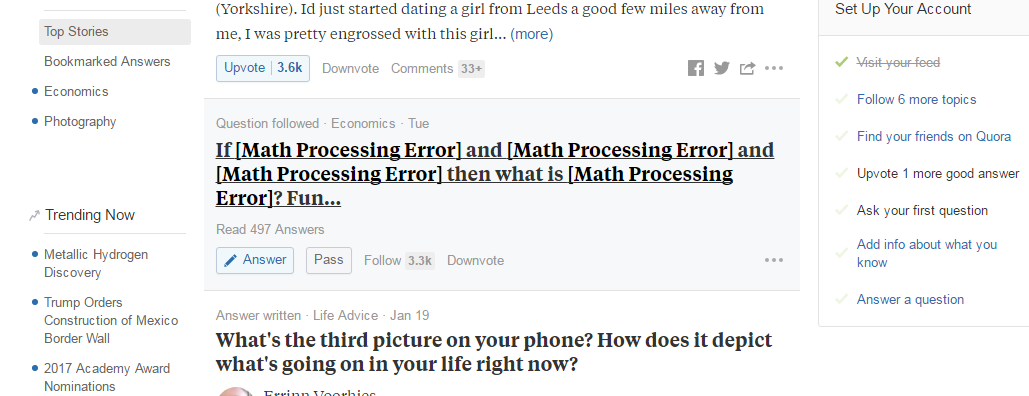 Top Stories
Bookmarked Answers
Economics
Photography
Trending Now
Metallic Hydrogen
Discovery
Trump Orders
Construction of Mexico
Border Wall
2017 Academy Award
Nominations
(Yorkshire). Id just started dating a girl from Leeds a good few miles away from
me, I was pretty engrossed with this girl... (more)
Upvote 3.6k Downvote Comments 33+
Question followed · Economics · Tue
If [Math Processing Error] and [Math Processing Error] and
[Math Processing Error] then what is [Math Processing
Error]? Fun...
Read 497 Answers
Answer Pass Follow 3.3k Downvote
Answer written · Life Advice · Jan 19
What's the third picture on your phone? How does it depict
what's going on in your life right now?
Errinn Voorhies
Set Up Your Account
Visit your feed
Follow 6 more topics
Find your friends on Quora
Upvote 1 more good answer
Ask your first question
Add info about what you
know
Answer a question